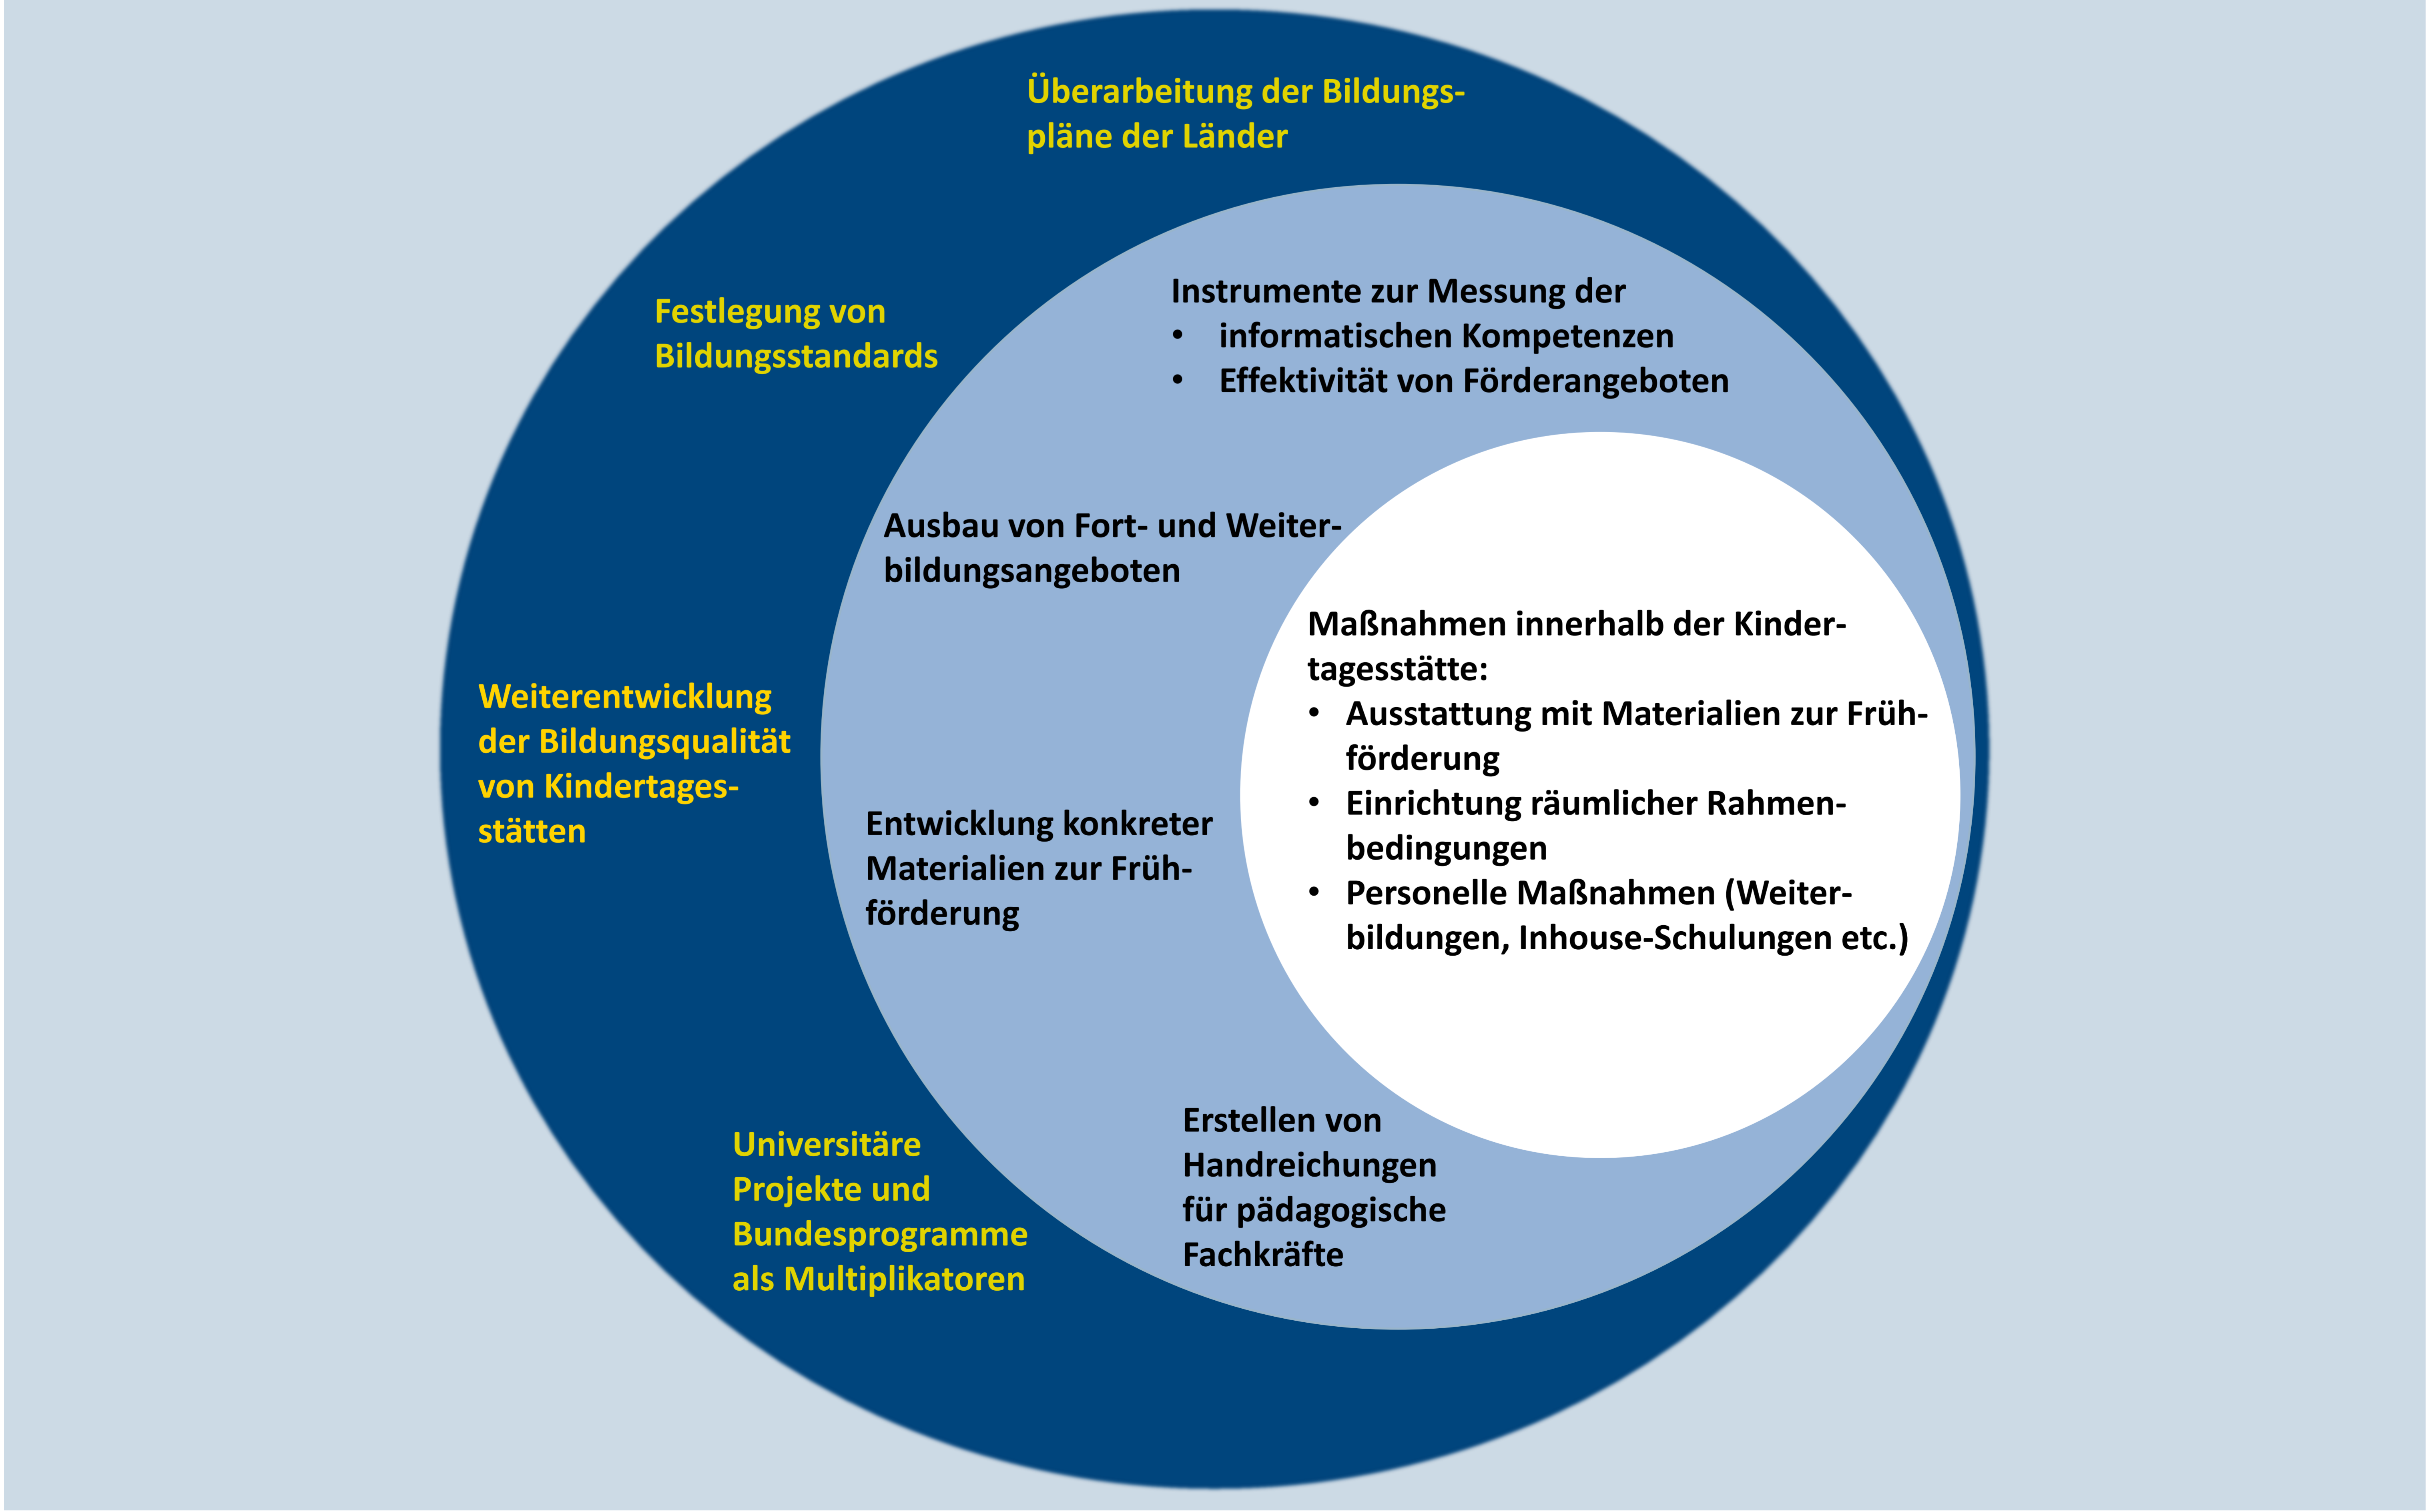 Überarbeitung der Bildungs-
pläne der Länder
Festlegung von
Bildungsstandards
Weiterentwicklung
der Bildungsqualität
von Kindertages-
stätten
Universitäre
Projekte und
Bundesprogramme
als Multiplikatoren
Instrumente zur Messung der
• informatischen Kompetenzen
• Effektivität von Förderangeboten
Ausbau von Fort- und Weiter-
bildungsangeboten
Entwicklung konkreter
Materialien zur Früh-
förderung
Erstellen von
Handreichungen
für pädagogische
Fachkräfte
Maßnahmen innerhalb der Kinder-
tagesstätte:
• Ausstattung mit Materialien zur Früh-
förderung
• Einrichtung räumlicher Rahmen-
bedingungen
• Personelle Maßnahmen (Weiter-
bildungen, Inhouse-Schulungen etc.)